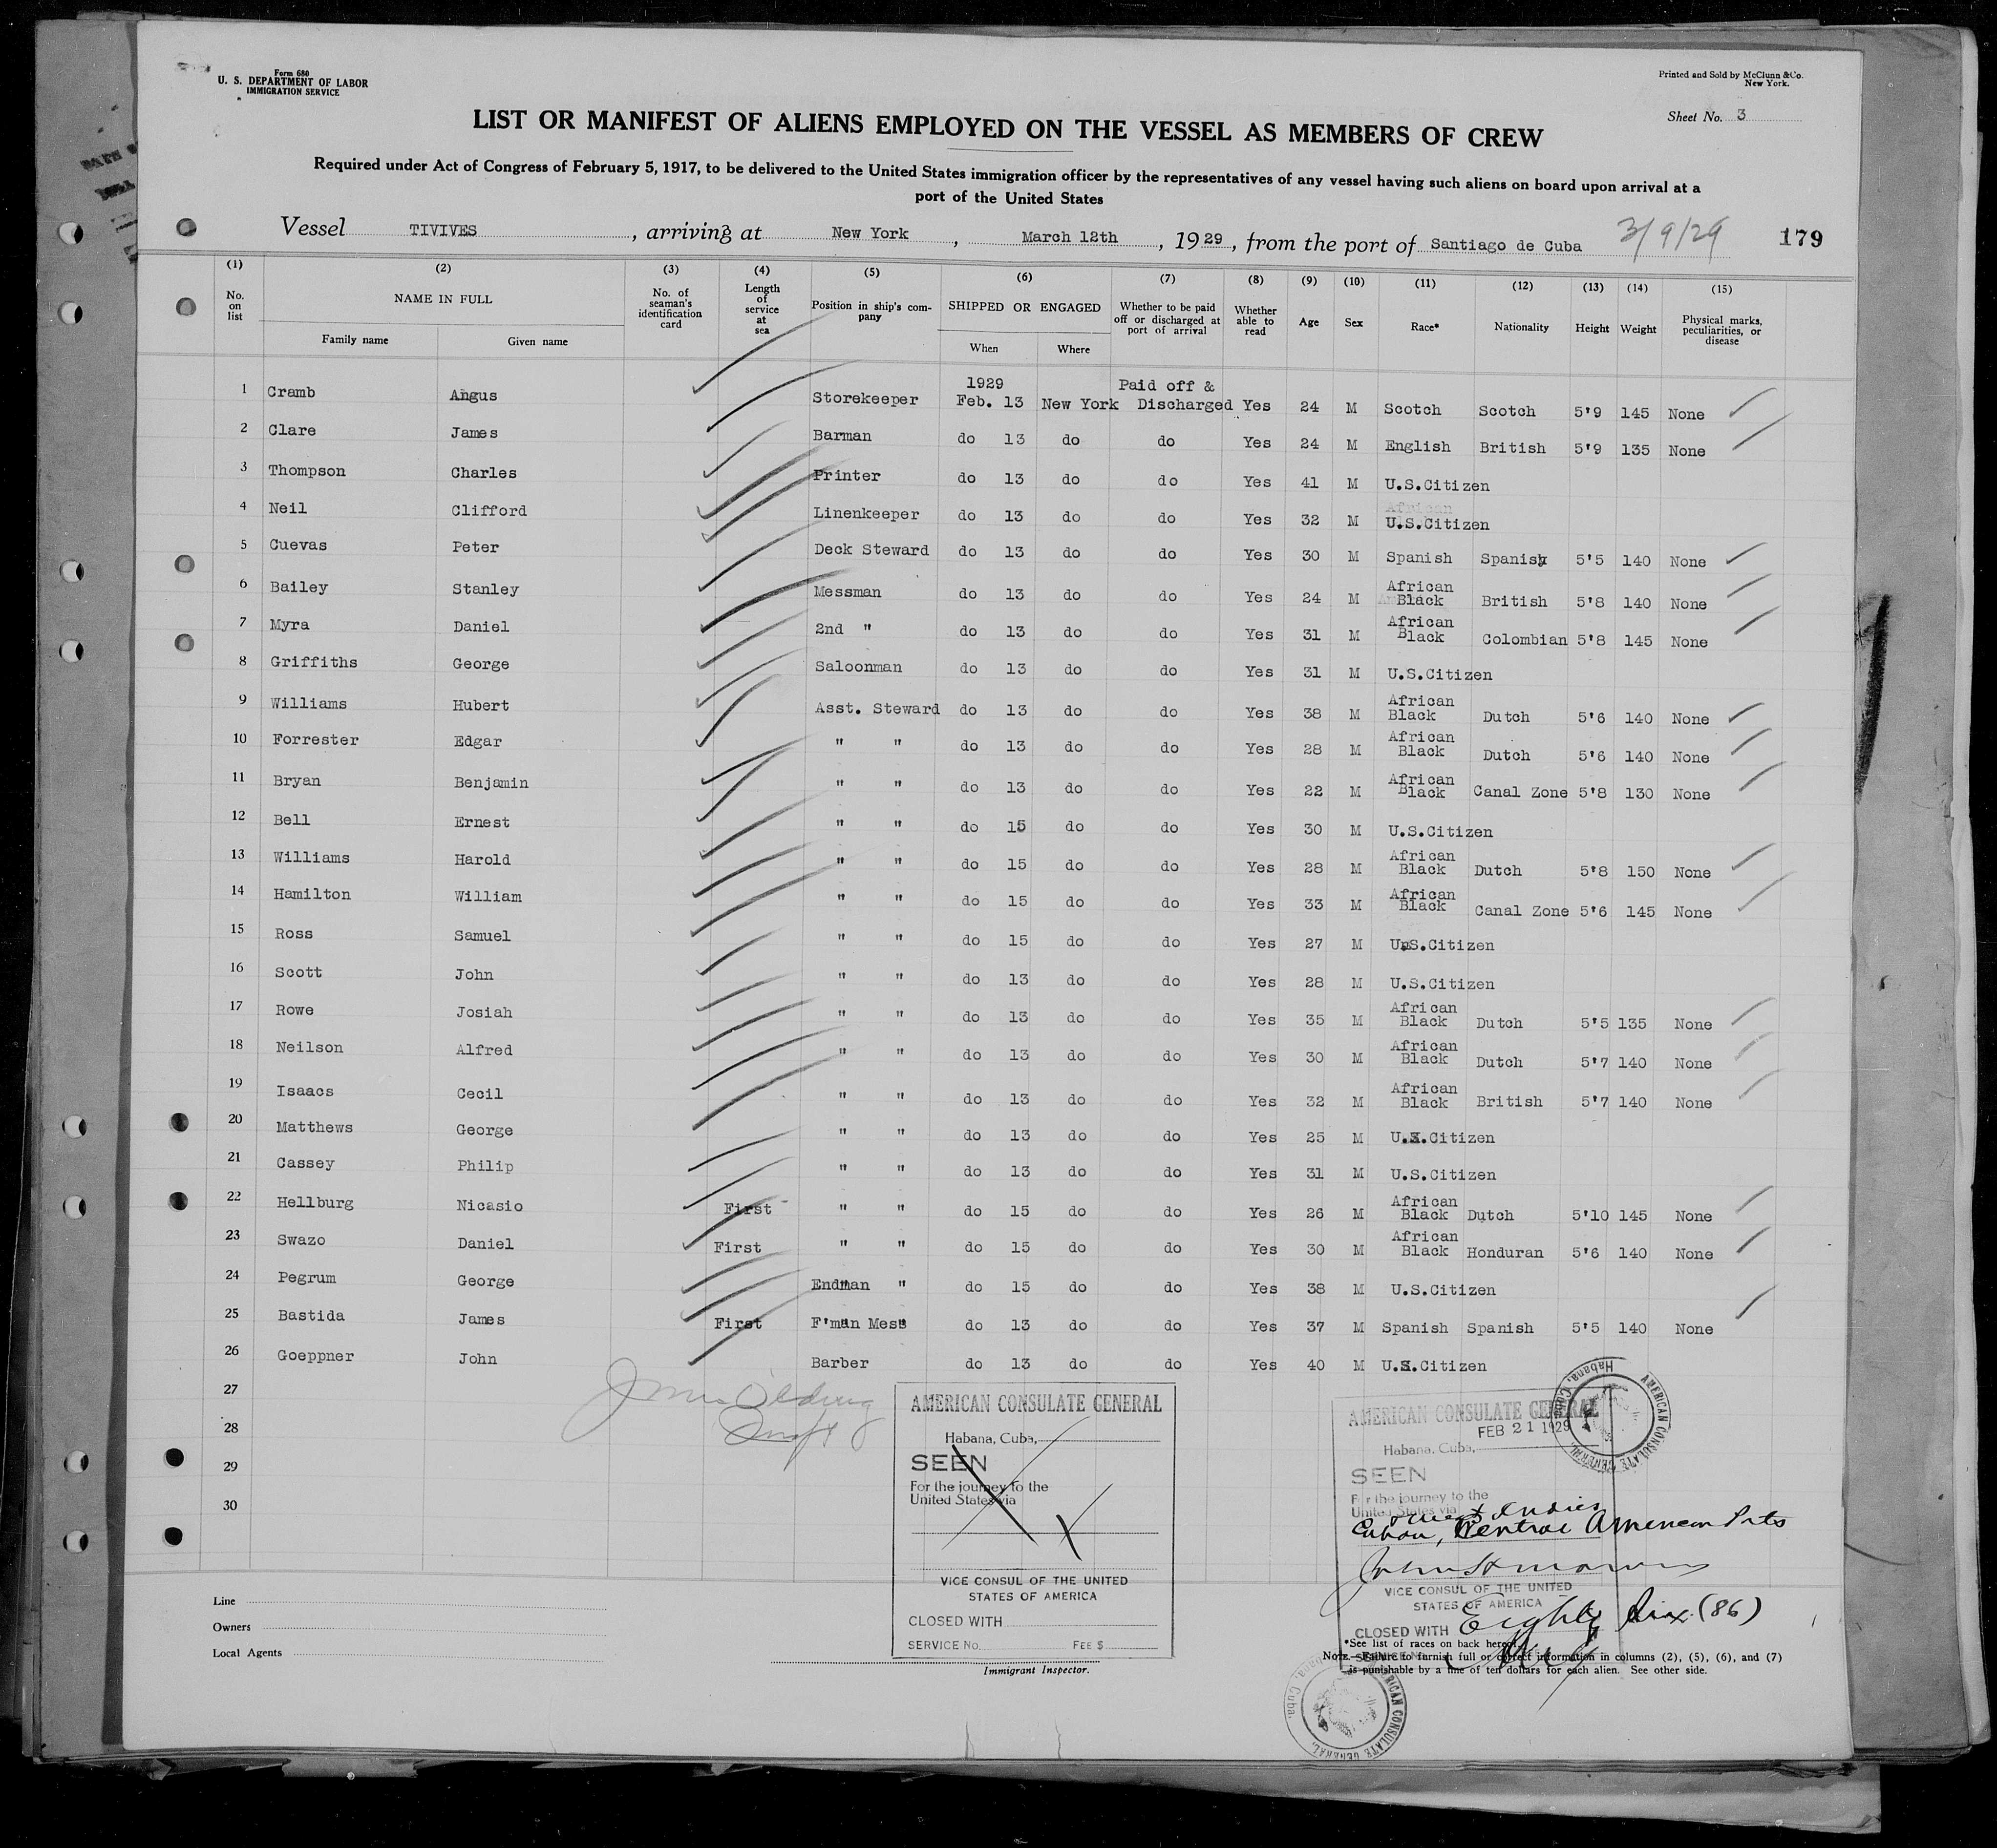 Form 680
U. S. DEPARTMENT OF LABOR
IMMIGRATION SERVICE
Printed and Sold by McClunn & Co.
New York.
Sheet No. 3
LIST OR MANIFEST OF ALIENS EMPLOYED ON THE VESSEL AS MEMBERS OF CREW
Required under Act of Congress of February 5, 1917, to be delivered to the United States immigration officer by the representatives of any vessel having such aliens on board upon arrival at a
port of the United States
Vessel TIVIVES, arriving at New York, March 12th, 1929, from the port of Santiago de Cuba 3/9/29 179
(1) (2) (3) (4) (5) (6) (7) (8) (9) (10) (11) (12) (13) (14) (15)
No. on list NAME IN FULL No. of seaman's identification card Length of service at sea Position in ship's company SHIPPED OR ENGAGED Whether to be paid off or discharged at port of arrival Whether able to read Age Sex Race* Nationality Height Weight Physical marks, peculiarities, or disease
Family name Given name When Where
1 Cramb Angus Storekeeper 1929 Feb. 13 New York Paid off & Discharged Yes 24 M Scotch Scotch 5'9 145 None
2 Clare James Barman do 13 do do Yes 24 M English British 5'9 135 None
3 Thompson Charles Printer do 13 do do Yes 41 M U.S.Citizen
4 Neil Clifford Linenkeeper do 13 do do Yes 32 M U.S.Citizen
5 Cuevas Peter Deck Steward do 13 do do Yes 30 M Spanish Spanish 5'5 140 None
6 Bailey Stanley Messman do 13 do do Yes 24 M African Black British 5'8 140 None
7 Myra Daniel 2nd " do 13 do do Yes 31 M African Black Colombian 5'8 145 None
8 Griffiths George Saloonman do 13 do do Yes 31 M U.S.Citizen
9 Williams Hubert Asst. Steward do 13 do do Yes 38 M African Black Dutch 5'6 140 None
10 Forrester Edgar " " do 13 do do Yes 28 M African Black Dutch 5'6 140 None
11 Bryan Benjamin " " do 13 do do Yes 22 M African Black Canal Zone 5'8 130 None
12 Bell Ernest " " do 15 do do Yes 30 M U.S.Citizen
13 Williams Harold " " do 15 do do Yes 28 M African Black Dutch 5'8 150 None
14 Hamilton William " " do 15 do do Yes 33 M African Black Canal Zone 5'6 145 None
15 Ross Samuel " " do 15 do do Yes 27 M U.S.Citizen
16 Scott John " " do 13 do do Yes 28 M U.S.Citizen
17 Rowe Josiah " " do 13 do do Yes 35 M African Black Dutch 5'5 135 None
18 Neilson Alfred " " do 13 do do Yes 30 M African Black Dutch 5'7 140 None
19 Isaacs Cecil " " do 13 do do Yes 32 M African Black British 5'7 140 None
20 Matthews George " " do 13 do do Yes 25 M U.S.Citizen
21 Cassey Philip " " do 13 do do Yes 31 M U.S.Citizen
22 Hellburg Nicasio First " " do 15 do do Yes 26 M African Black Dutch 5'10 145 None
23 Swazo Daniel First " " do 15 do do Yes 30 M African Black Honduran 5'6 140 None
24 Pegrum George Endman " do 15 do do Yes 38 M U.S.Citizen
25 Bastida James First F'man Mess do 13 do do Yes 37 M Spanish Spanish 5'5 140 None
26 Goeppner John Barber do 13 do do Yes 40 M U.S.Citizen
27
28
29
30
AMERICAN CONSULATE GENERAL
Habana, Cuba,
SEEN
For the journey to the
United States via
VICE CONSUL OF THE UNITED
STATES OF AMERICA
CLOSED WITH
SERVICE No. FEE $
AMERICAN CONSULATE GENERAL
FEB 21 1929
Habana, Cuba,
SEEN
For the journey to the
United States via
West Indies
Cuban, Central American Pts
VICE CONSUL OF THE UNITED
STATES OF AMERICA
CLOSED WITH Eighty Six (86)
AMERICAN CONSULATE GENERAL Habana, Cuba.
Line
Owners
Local Agents
Immigrant Inspector.
*See list of races on back hereof.
NOTE.—Failure to furnish full or correct information in columns (2), (5), (6), and (7)
is punishable by a fine of ten dollars for each alien. See other side.
AMERICAN CONSULATE GENERAL, Habana, Cuba.